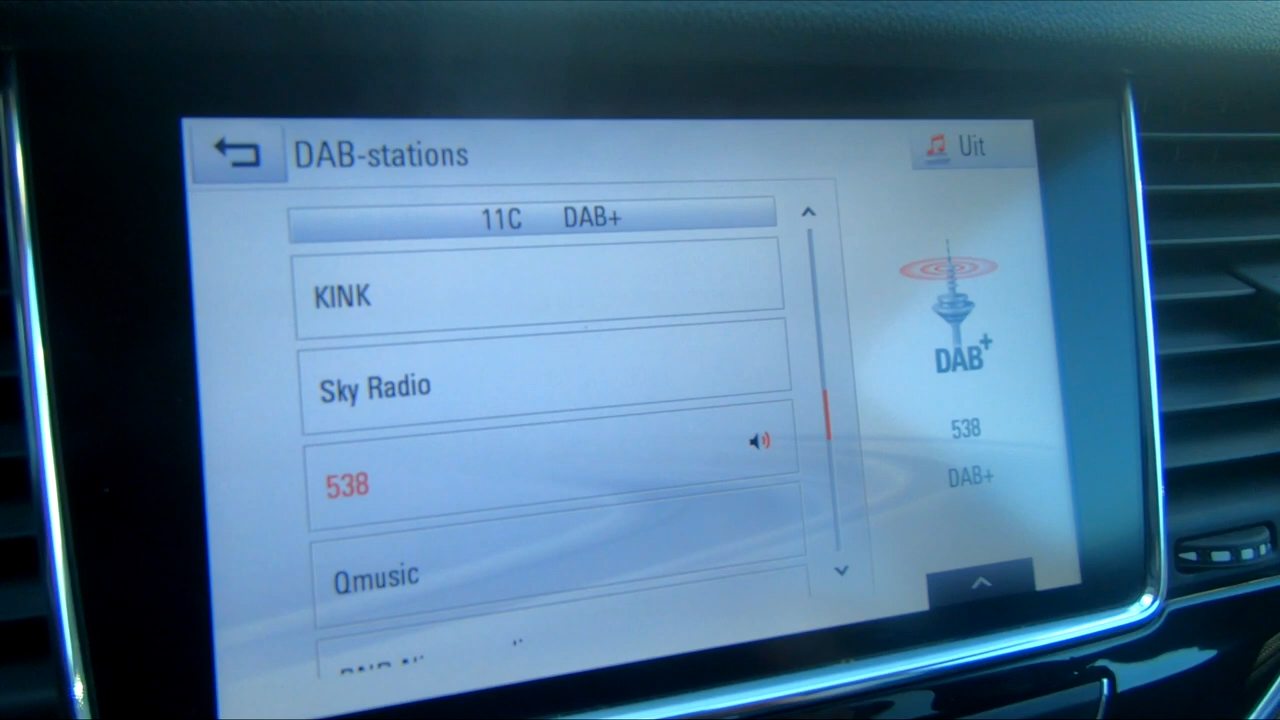 DAB-stations
Uit
11C DAB+
KINK
Sky Radio
538
Qmusic
DAB+
538
DAB+